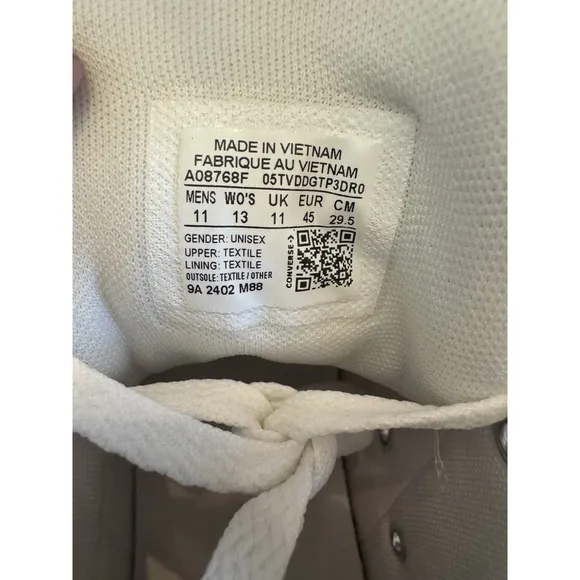 MADE IN VIETNAM
FABRIQUE AU VIETNAM
A08768F 05TVDDGTP3DR0
MENS WO'S UK EUR CM
11 13 11 45 29.5
GENDER: UNISEX
UPPER: TEXTILE
LINING: TEXTILE
OUTSOLE: TEXTILE / OTHER
9A 2402 M88
CONVERSE